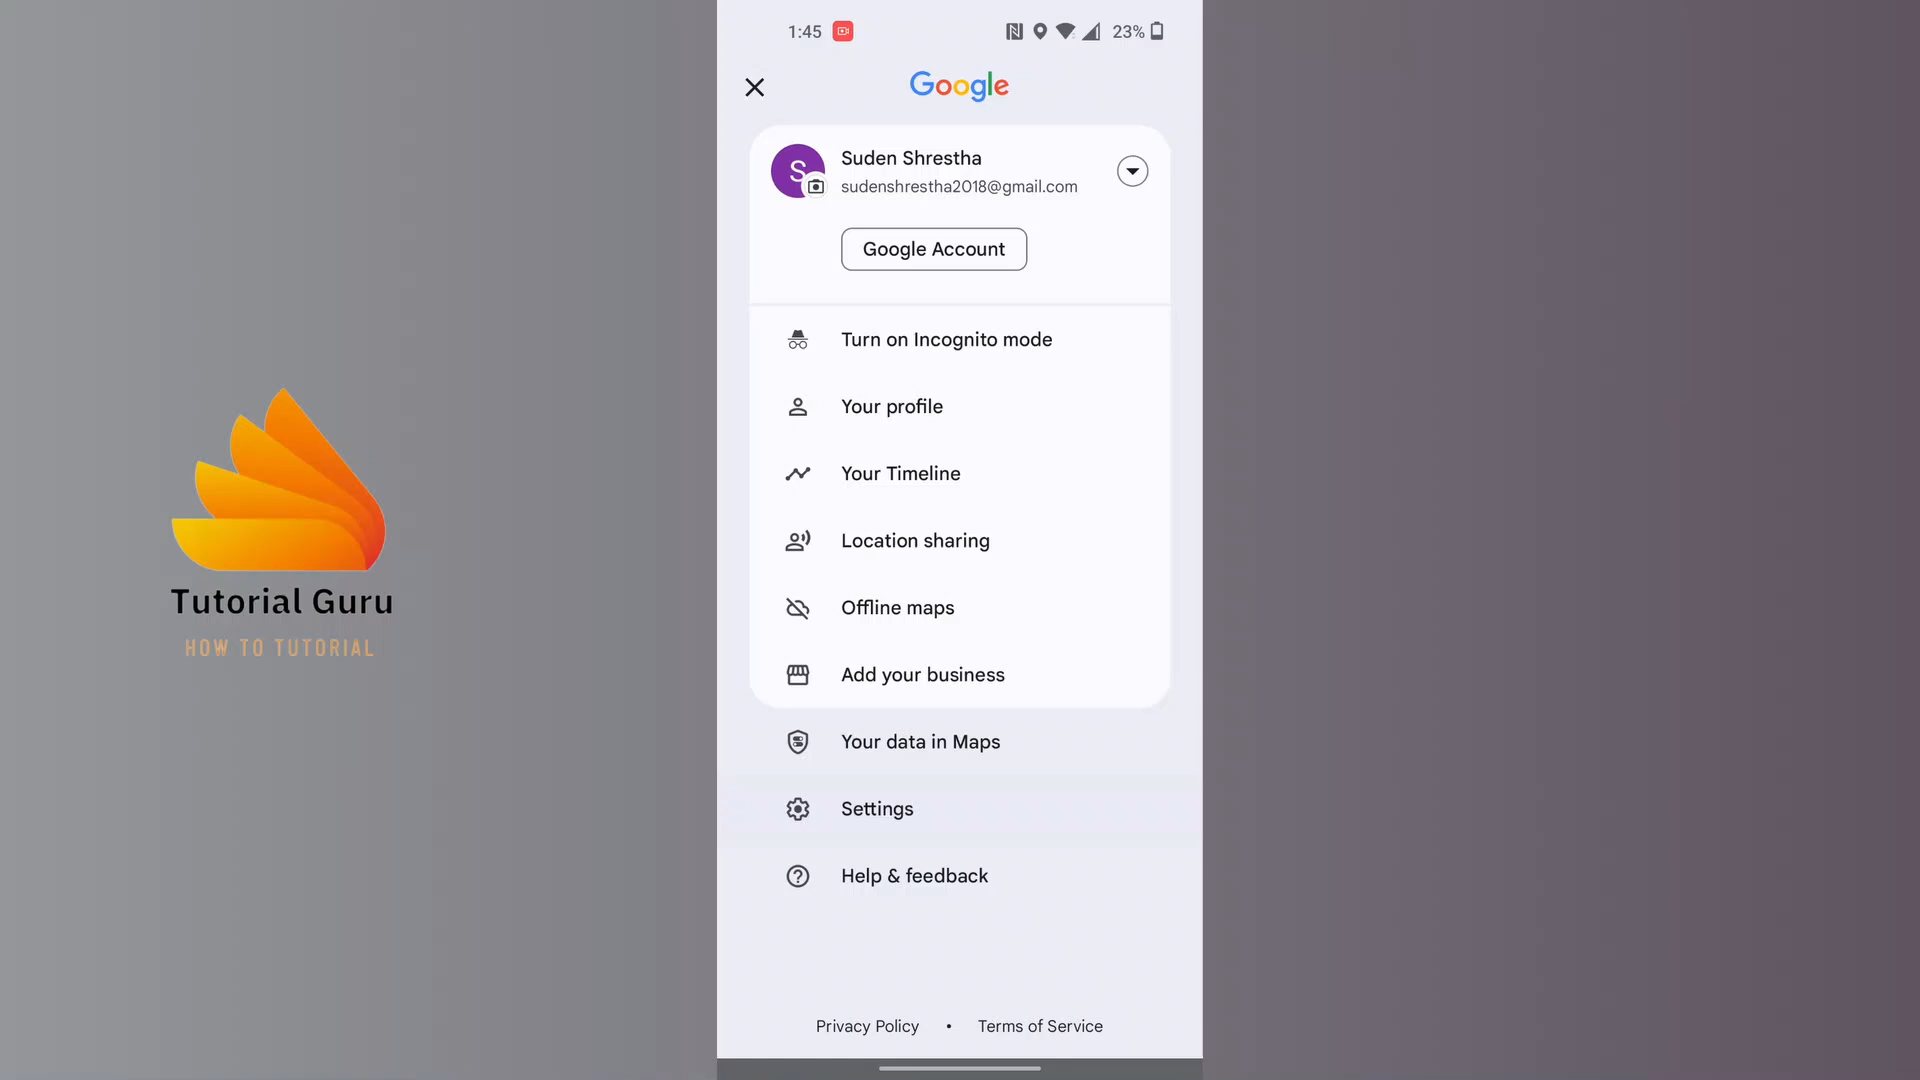 1:45
23%
Google
S
Suden Shrestha
sudenshrestha2018@gmail.com
Google Account
Turn on Incognito mode
Your profile
Your Timeline
Location sharing
Offline maps
Add your business
Your data in Maps
Settings
Help & feedback
Privacy Policy • Terms of Service
Tutorial Guru
HOW TO TUTORIAL